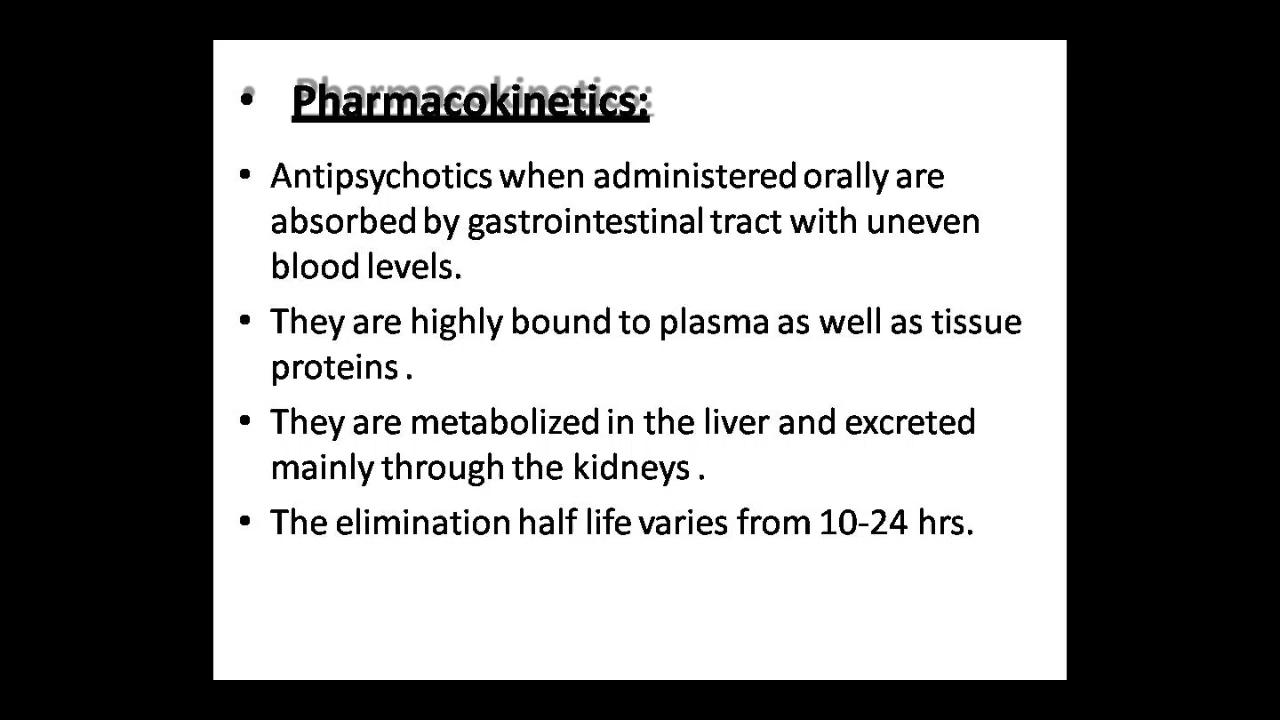 • Pharmacokinetics:
• Antipsychotics when administered orally are
absorbed by gastrointestinal tract with uneven
blood levels.
• They are highly bound to plasma as well as tissue
proteins .
• They are metabolized in the liver and excreted
mainly through the kidneys .
• The elimination half life varies from 10-24 hrs.